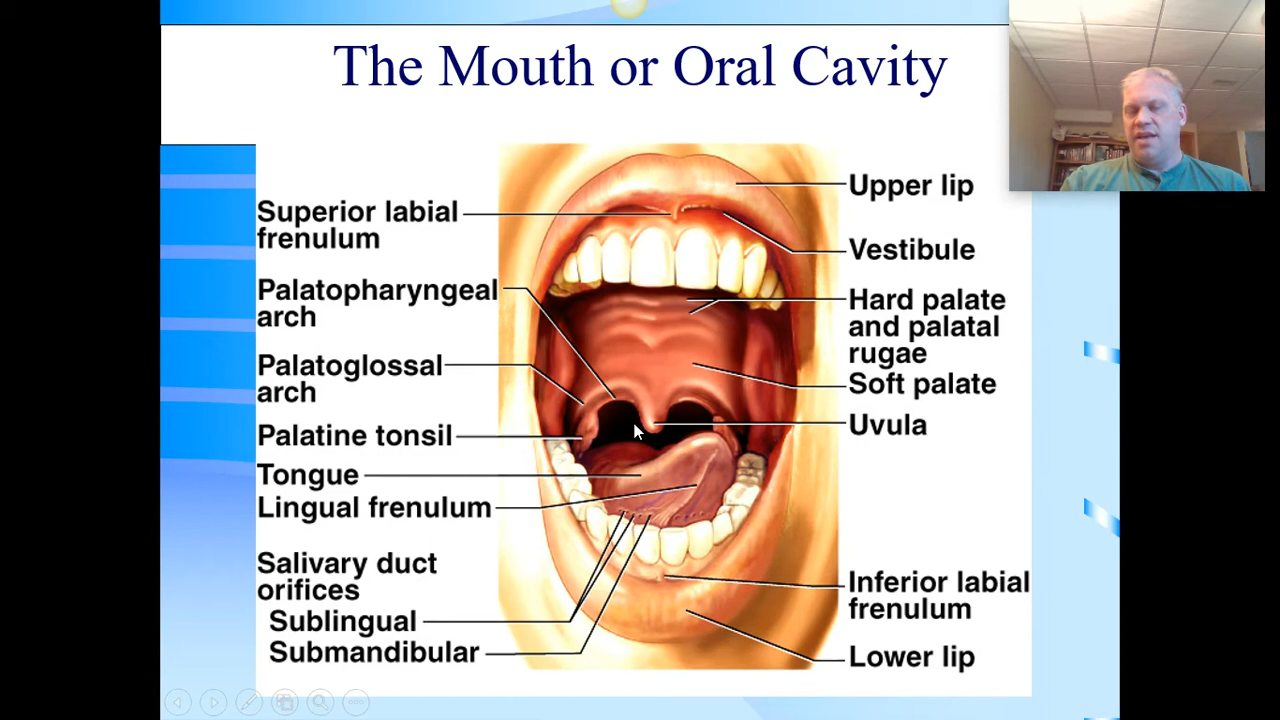 The Mouth or Oral Cavity
Superior labial
frenulum
Palatopharyngeal
arch
Palatoglossal
arch
Palatine tonsil
Tongue
Lingual frenulum
Salivary duct
orifices
Sublingual
Submandibular
Upper lip
Vestibule
Hard palate
and palatal
rugae
Soft palate
Uvula
Inferior labial
frenulum
Lower lip